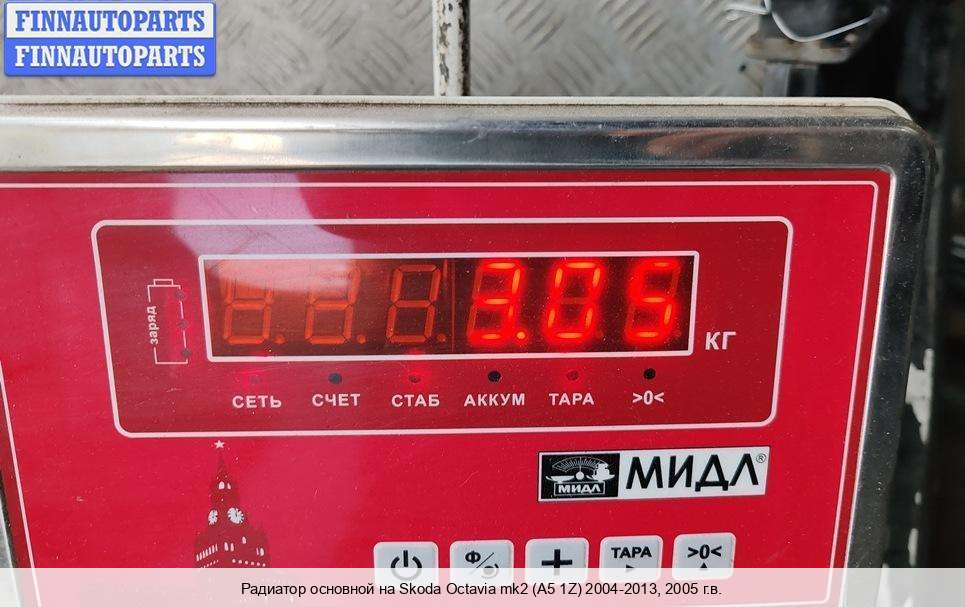 FINNAUTOPARTS
FINNAUTOPARTS
заряд
3.05
КГ
СЕТЬ СЧЕТ СТАБ АККУМ ТАРА >0<
МИДЛ МИДЛ®
Ф ТАРА >0<
Радиатор основной на Skoda Octavia mk2 (A5 1Z) 2004-2013, 2005 г.в.